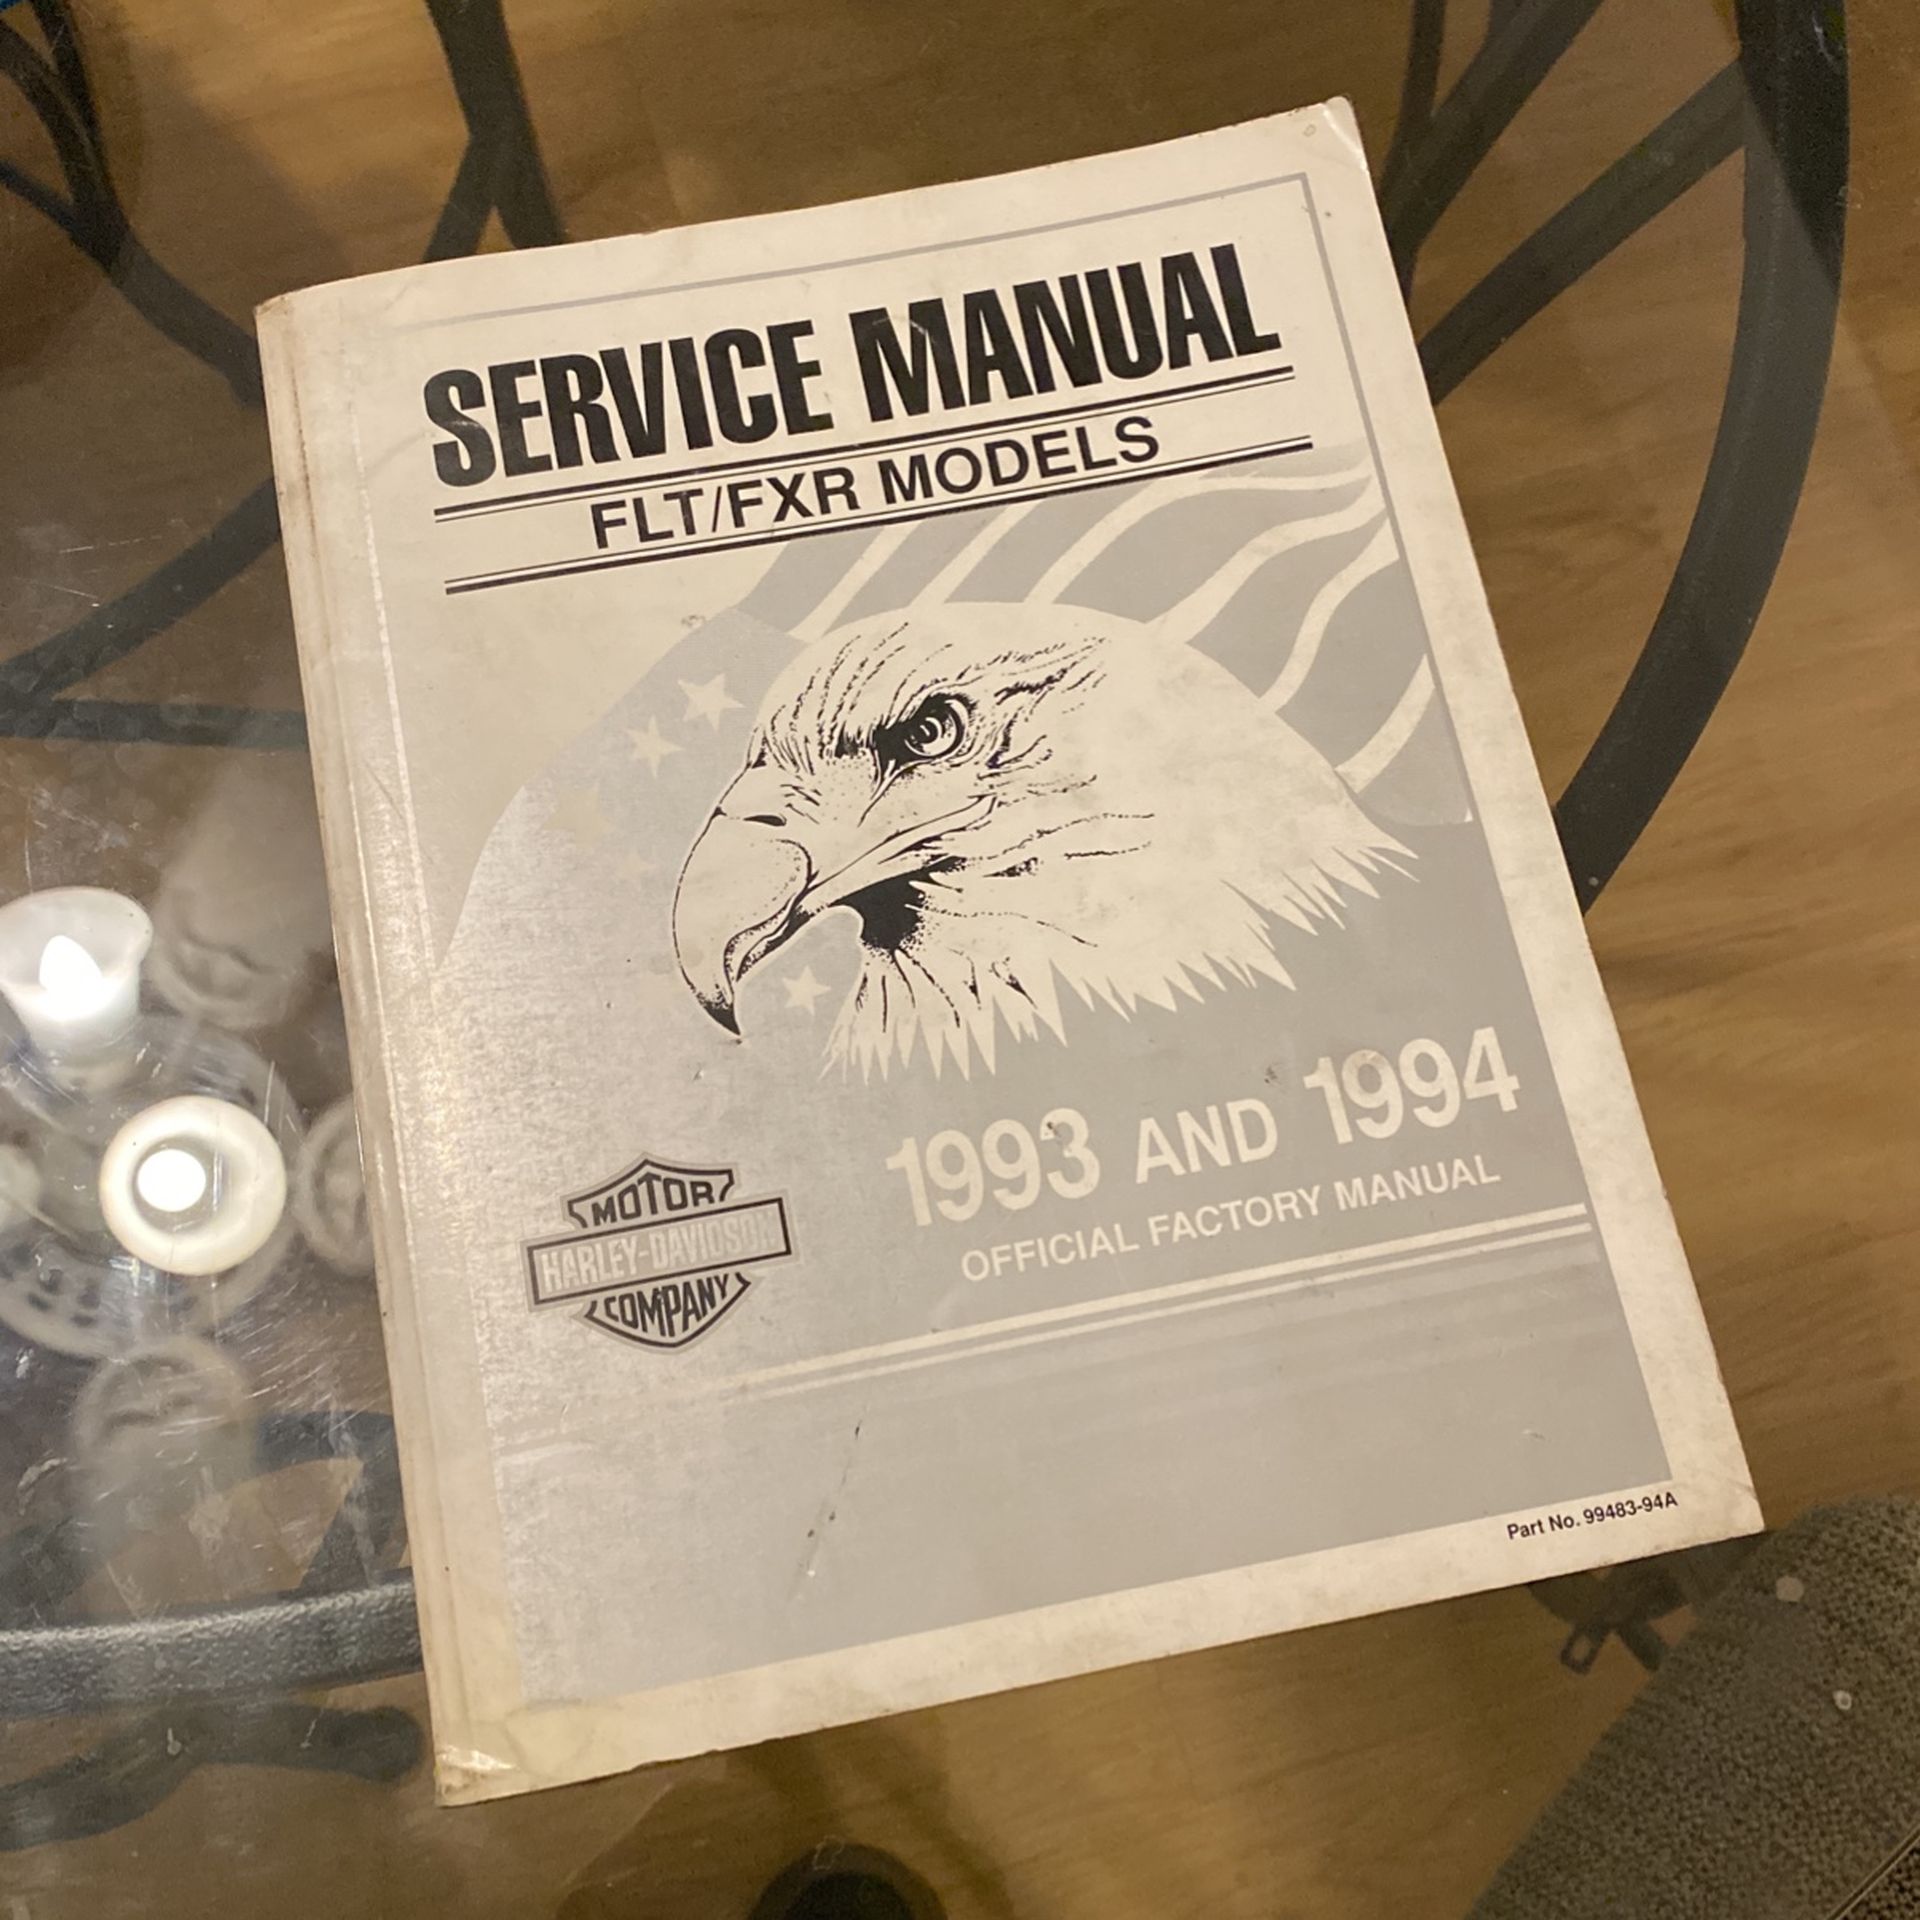 SERVICE MANUAL
FLT/FXR MODELS
1993 AND 1994
OFFICIAL FACTORY MANUAL
MOTOR
HARLEY-DAVIDSON
COMPANY
Part No. 99483-94A